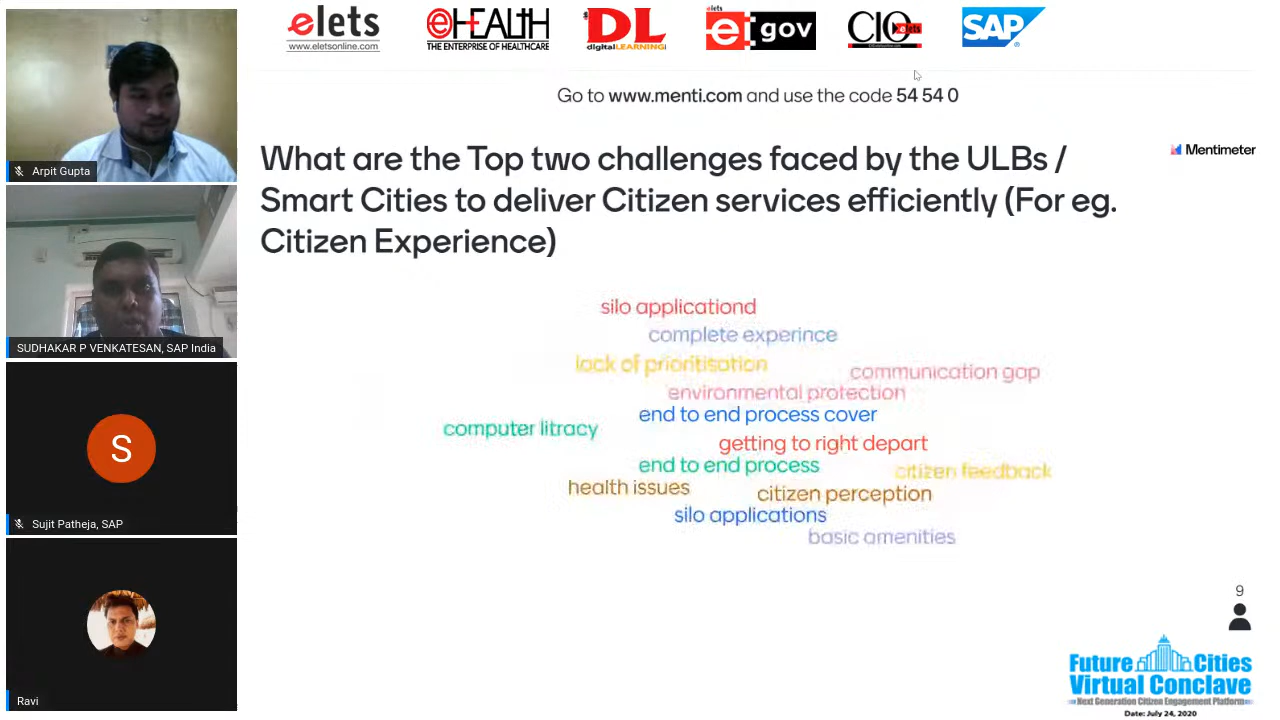 elets
www.eletsonline.com
eHEALTH
THE ENTERPRISE OF HEALTHCARE
DL
digitalLEARNING
elets
e gov
CIO elets
SAP
Go to www.menti.com and use the code 54 54 0
Mentimeter
What are the Top two challenges faced by the ULBs /
Smart Cities to deliver Citizen services efficiently (For eg.
Citizen Experience)
silo applicationd
complete experince
lack of prioritisation
communication gap
environmental protection
end to end process cover
computer litracy
getting to right depart
end to end process
citizen feedback
health issues
citizen perception
silo applications
basic amenities
9
Future Cities
Virtual Conclave
Next Generation Citizen Engagement Platform
Date: July 24, 2020
Arpit Gupta
SUDHAKAR P VENKATESAN, SAP India
S
Sujit Patheja, SAP
Ravi